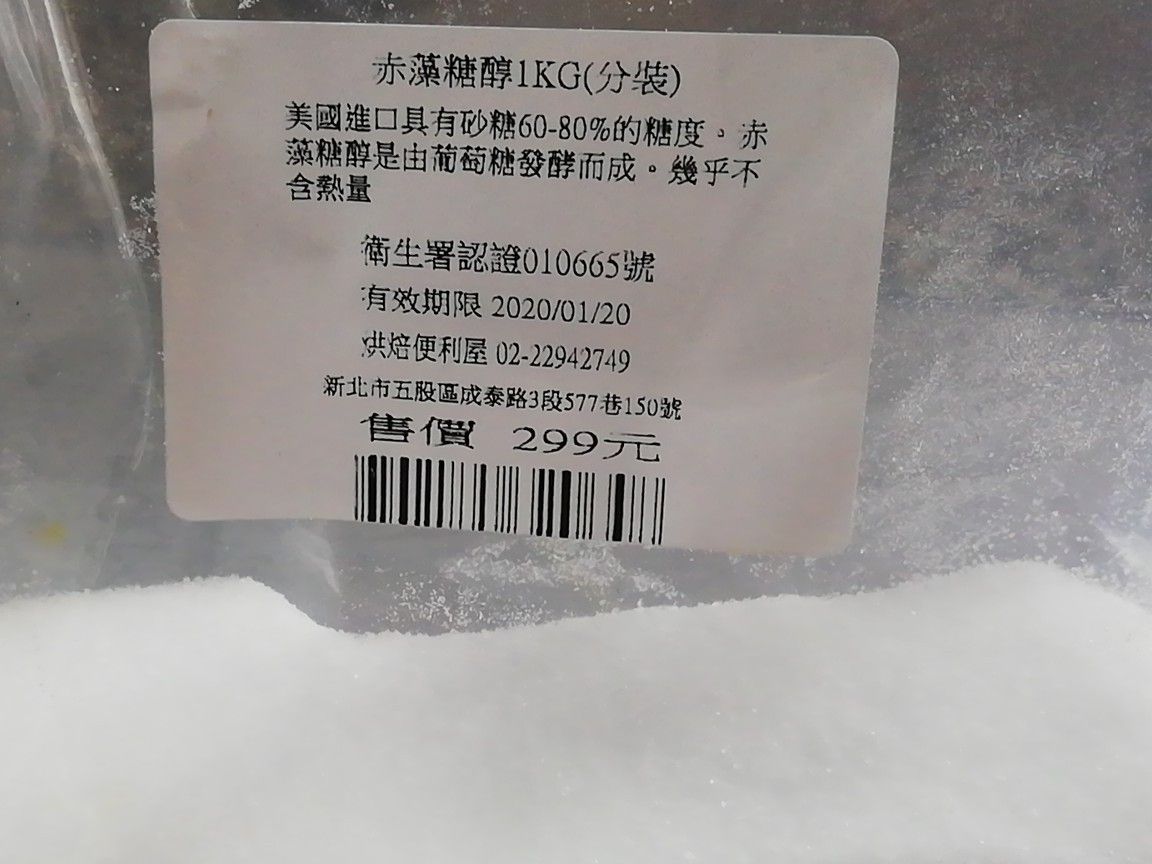 赤藻糖醇1KG(分裝)
美國進口具有砂糖60-80%的糖度。赤
藻糖醇是由葡萄糖發酵而成。幾乎不
含熱量
衛生署認證010665號
有效期限 2020/01/20
烘焙便利屋 02-22942749
新北市五股區成泰路3段577巷150號
售價 299元